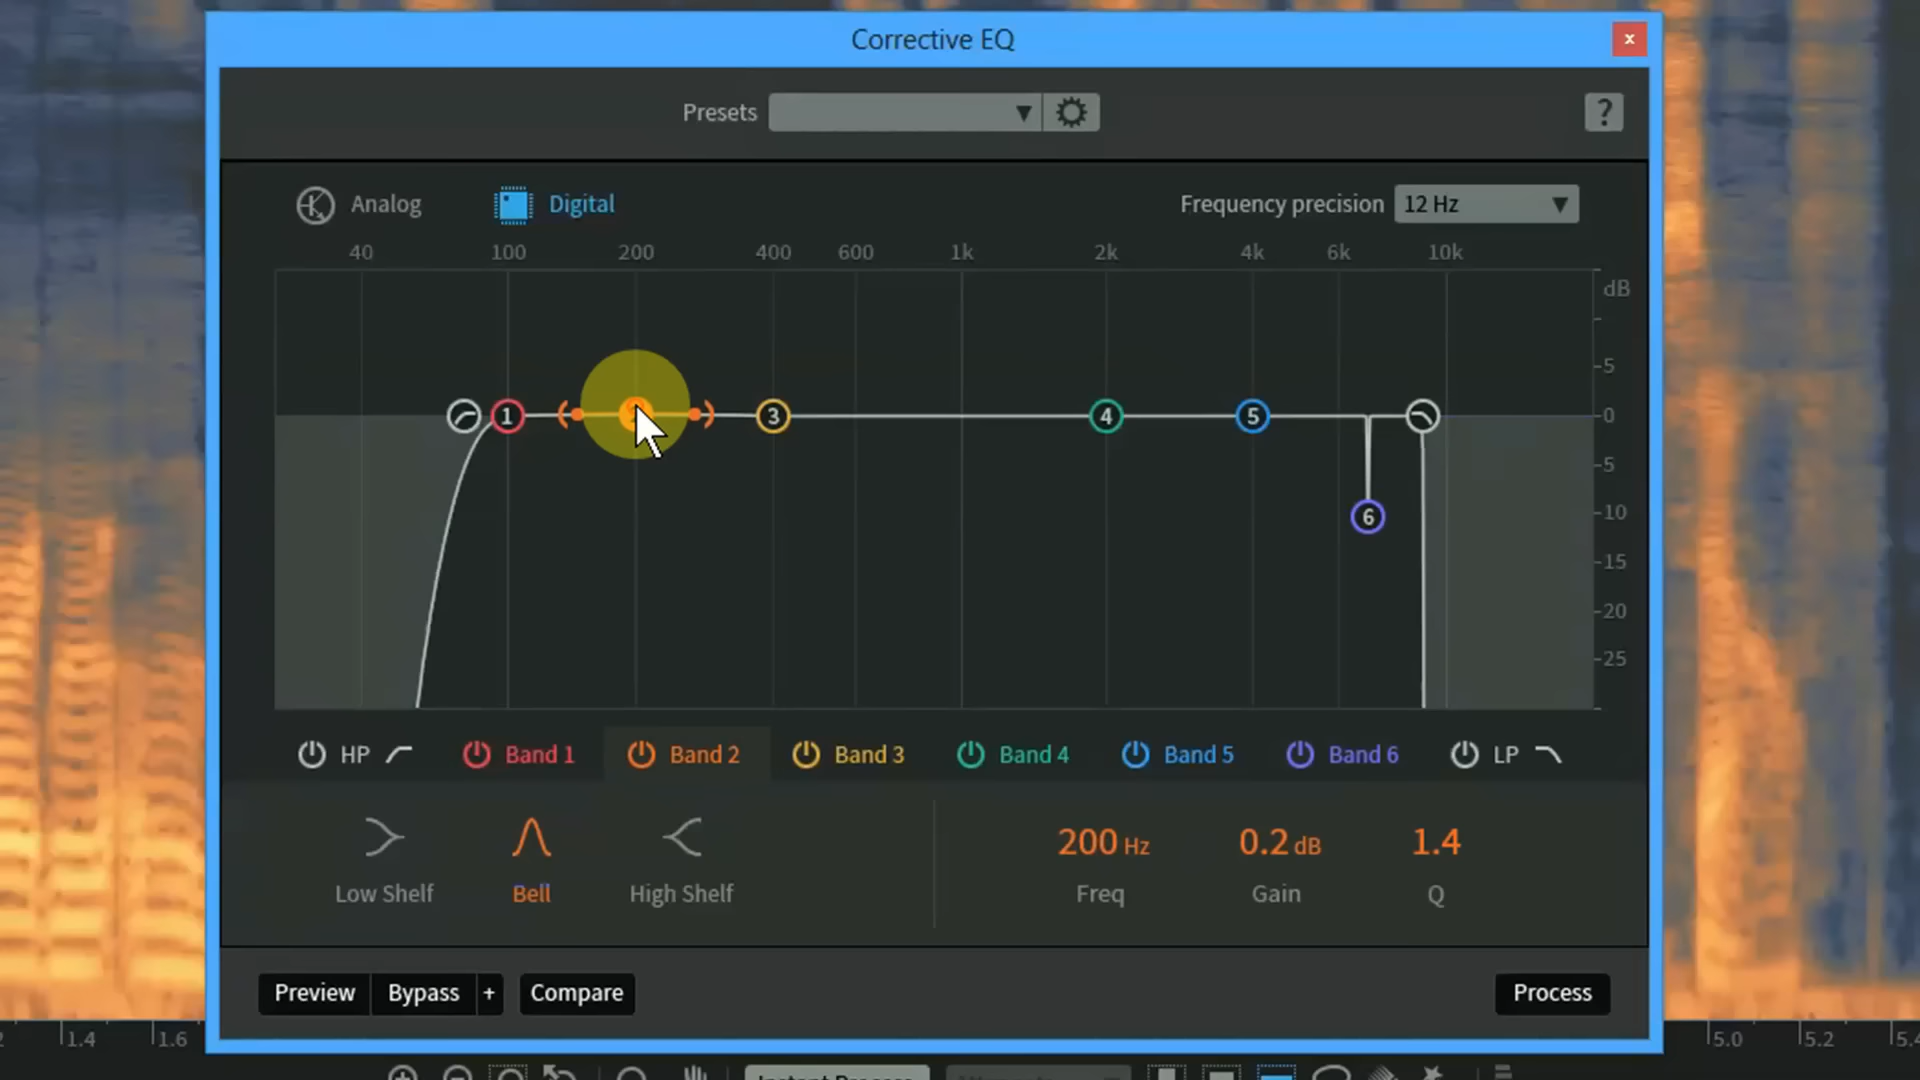 Corrective EQ
x
Presets
?
Analog Digital Frequency precision 12 Hz
40 100 200 400 600 1k 2k 4k 6k 10k
dB
-5
1 3 4 5 -0
-5
6 -10
-15
-20
-25
HP Band 1 Band 2 Band 3 Band 4 Band 5 Band 6 LP
200 Hz 0.2 dB 1.4
Low Shelf Bell High Shelf Freq Gain Q
Preview Bypass + Compare Process
1.4 1.6 5.0 5.2
Instant Process